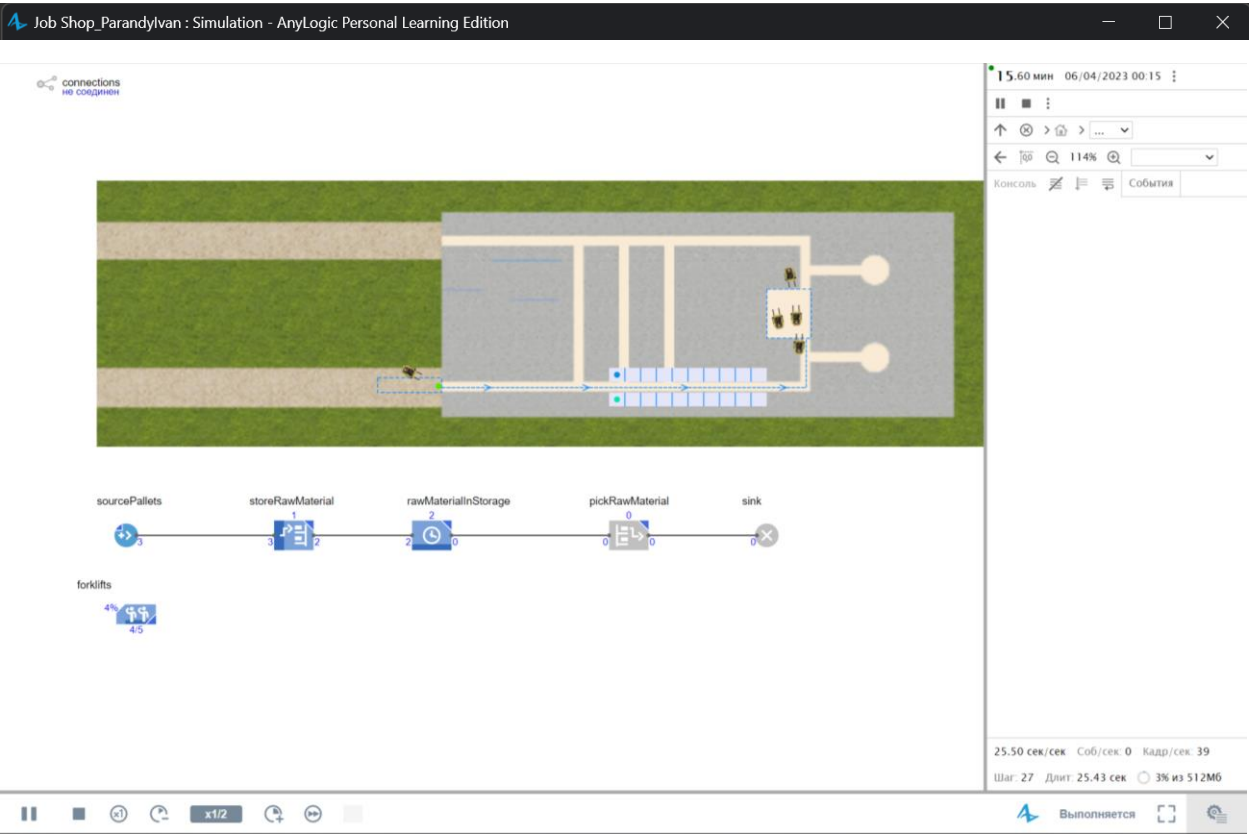 Job Shop_ParandyIvan : Simulation - AnyLogic Personal Learning Edition
connections
не соединен
15.60 мин 06/04/2023 00:15
...
114%
Консоль События
sourcePallets storeRawMaterial rawMaterialInStorage pickRawMaterial sink
1 2 0
3 3 2 2 0 0 0 0
forklifts
4%
4/5
25.50 сек/сек Соб/сек: 0 Кадр/сек: 39
Шаг: 27 Длит: 25.43 сек 3% из 512Мб
x1 x1/2 Выполняется